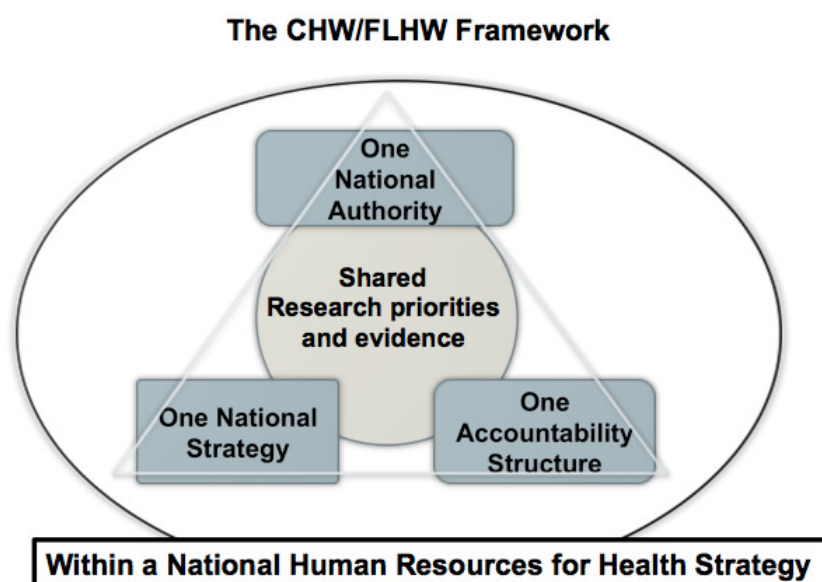 The CHW/FLHW Framework
One
National
Authority
Shared
Research priorities
and evidence
One National
Strategy
One
Accountability
Structure
Within a National Human Resources for Health Strategy